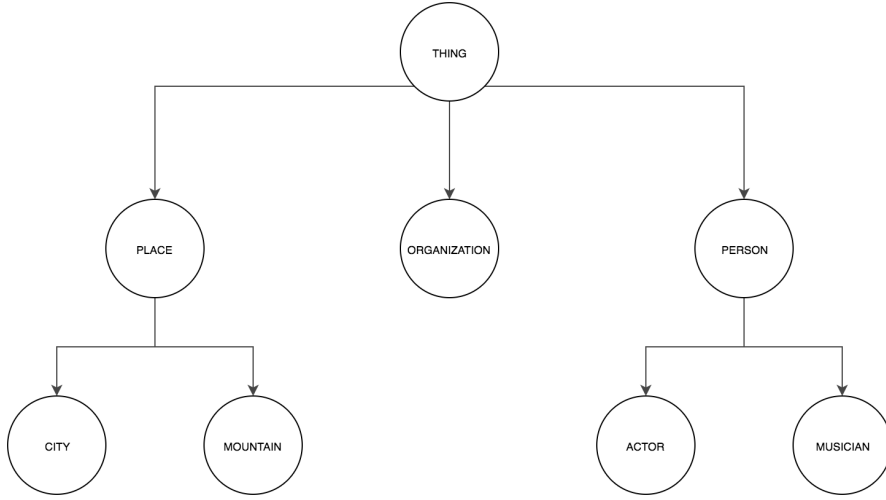 THING
PLACE
ORGANIZATION
PERSON
CITY
MOUNTAIN
ACTOR
MUSICIAN